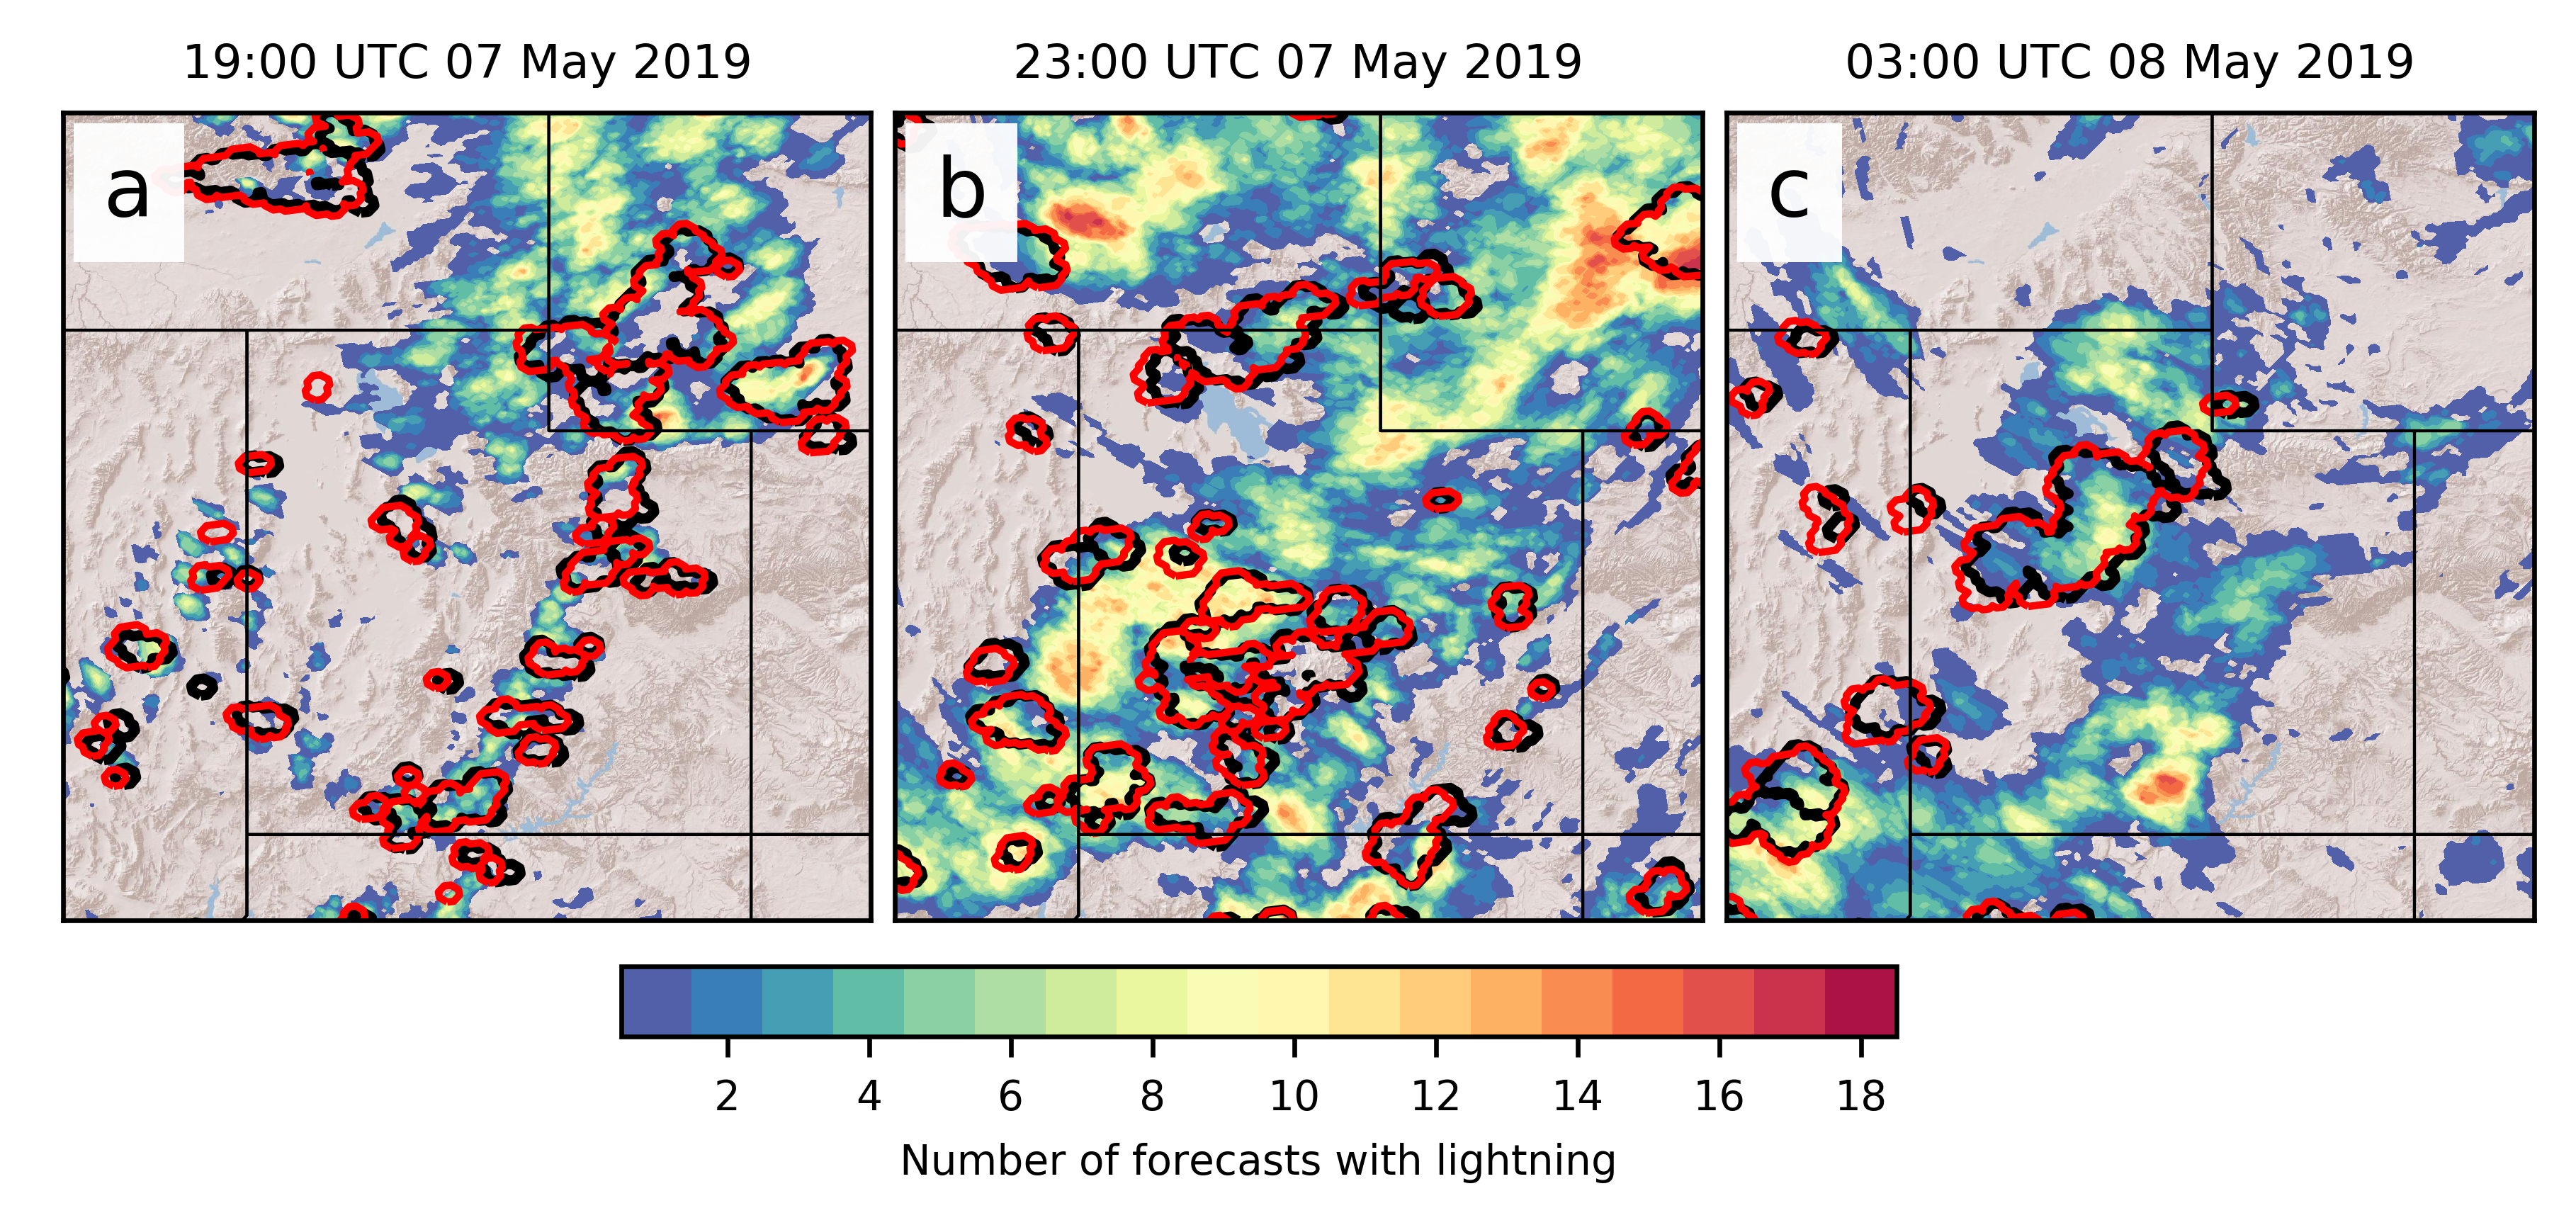 19:00 UTC 07 May 2019
23:00 UTC 07 May 2019
03:00 UTC 08 May 2019
a
b
c
2 4 6 8 10 12 14 16 18
Number of forecasts with lightning